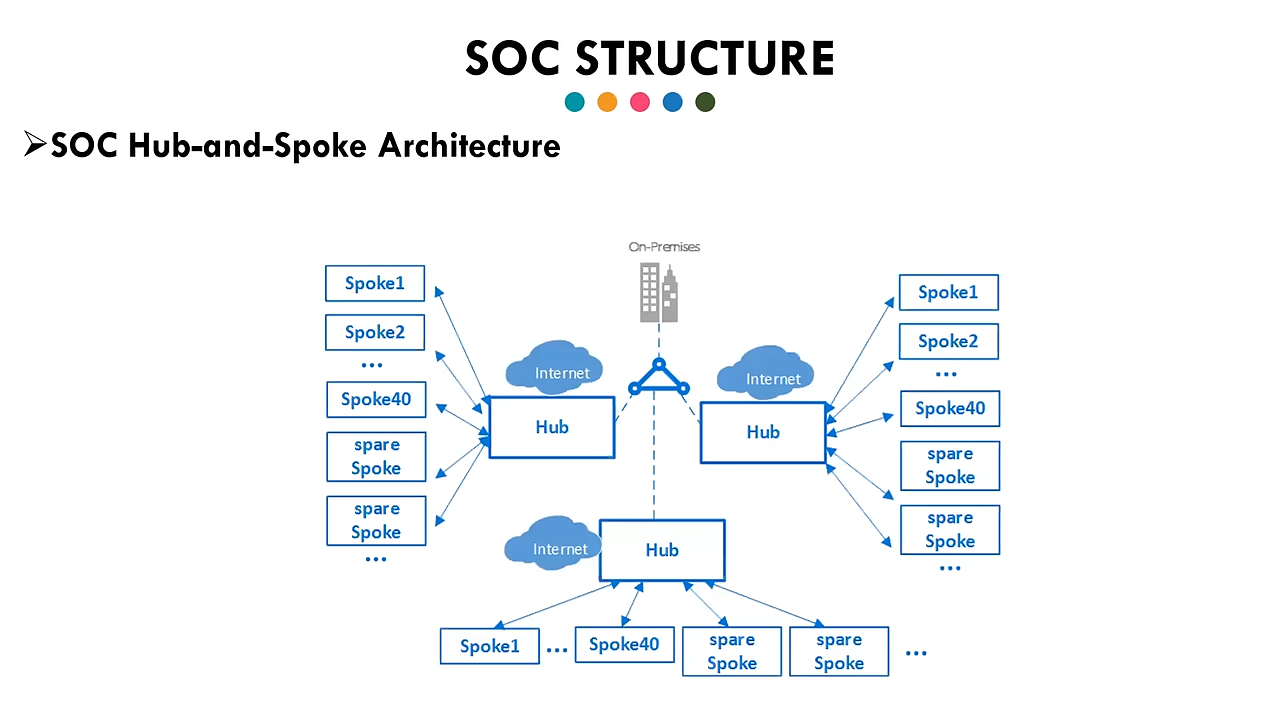 SOC STRUCTURE
➢SOC Hub-and-Spoke Architecture
On-Premises
Spoke1
Spoke2
...
Spoke40
spare
Spoke
spare
Spoke
...
Internet
Hub
Internet
Hub
Spoke1
Spoke2
...
Spoke40
spare
Spoke
spare
Spoke
...
Internet
Hub
Spoke1
...
Spoke40
spare
Spoke
spare
Spoke
...